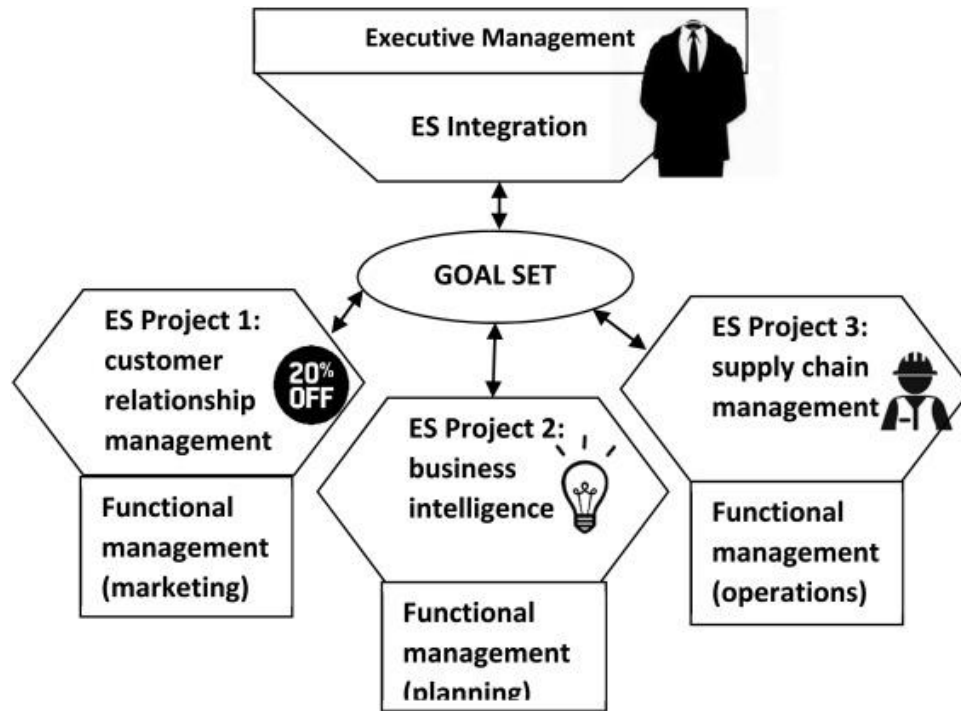 Executive Management
ES Integration
GOAL SET
ES Project 1:
customer
relationship
management
20%
OFF
Functional
management
(marketing)
ES Project 2:
business
intelligence
Functional
management
(planning)
ES Project 3:
supply chain
management
Functional
management
(operations)